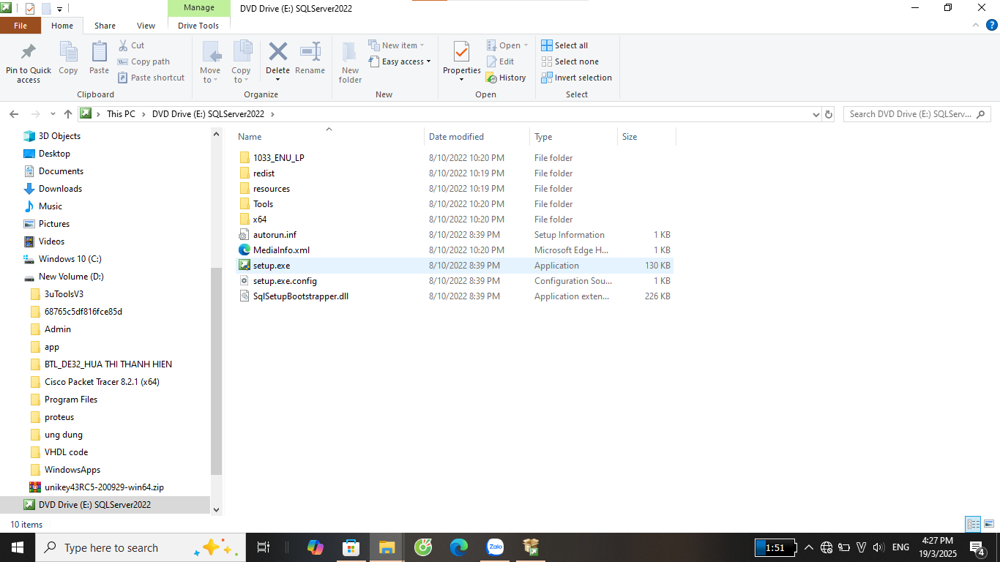 Manage
DVD Drive (E:) SQLServer2022
File
Home
Share
View
Drive Tools
Pin to Quick access
Copy
Paste
Cut
Copy path
Paste shortcut
Clipboard
Move to
Copy to
Delete
Rename
Organize
New folder
New item
Easy access
New
Properties
Open
Edit
History
Open
Select all
Select none
Invert selection
Select
This PC > DVD Drive (E:) SQLServer2022 >
Search DVD Drive (E:) SQLServ...
3D Objects
Desktop
Documents
Downloads
Music
Pictures
Videos
Windows 10 (C:)
New Volume (D:)
3uToolsV3
68765c5df816fce85d
Admin
app
BTL_DE32_HUA THI THANH HIEN
Cisco Packet Tracer 8.2.1 (x64)
Program Files
proteus
ung dung
VHDL code
WindowsApps
unikey43RC5-200929-win64.zip
DVD Drive (E:) SQLServer2022
Name Date modified Type Size
1033_ENU_LP 8/10/2022 10:20 PM File folder
redist 8/10/2022 10:19 PM File folder
resources 8/10/2022 10:19 PM File folder
Tools 8/10/2022 10:20 PM File folder
x64 8/10/2022 10:20 PM File folder
autorun.inf 8/10/2022 8:39 PM Setup Information 1 KB
MediaInfo.xml 8/10/2022 10:20 PM Microsoft Edge H... 1 KB
setup.exe 8/10/2022 8:39 PM Application 130 KB
setup.exe.config 8/10/2022 8:39 PM Configuration Sou... 1 KB
SqlSetupBootstrapper.dll 8/10/2022 8:39 PM Application exten... 226 KB
10 items
Type here to search
Zalo
1:51
ENG
4:27 PM
19/3/2025
4